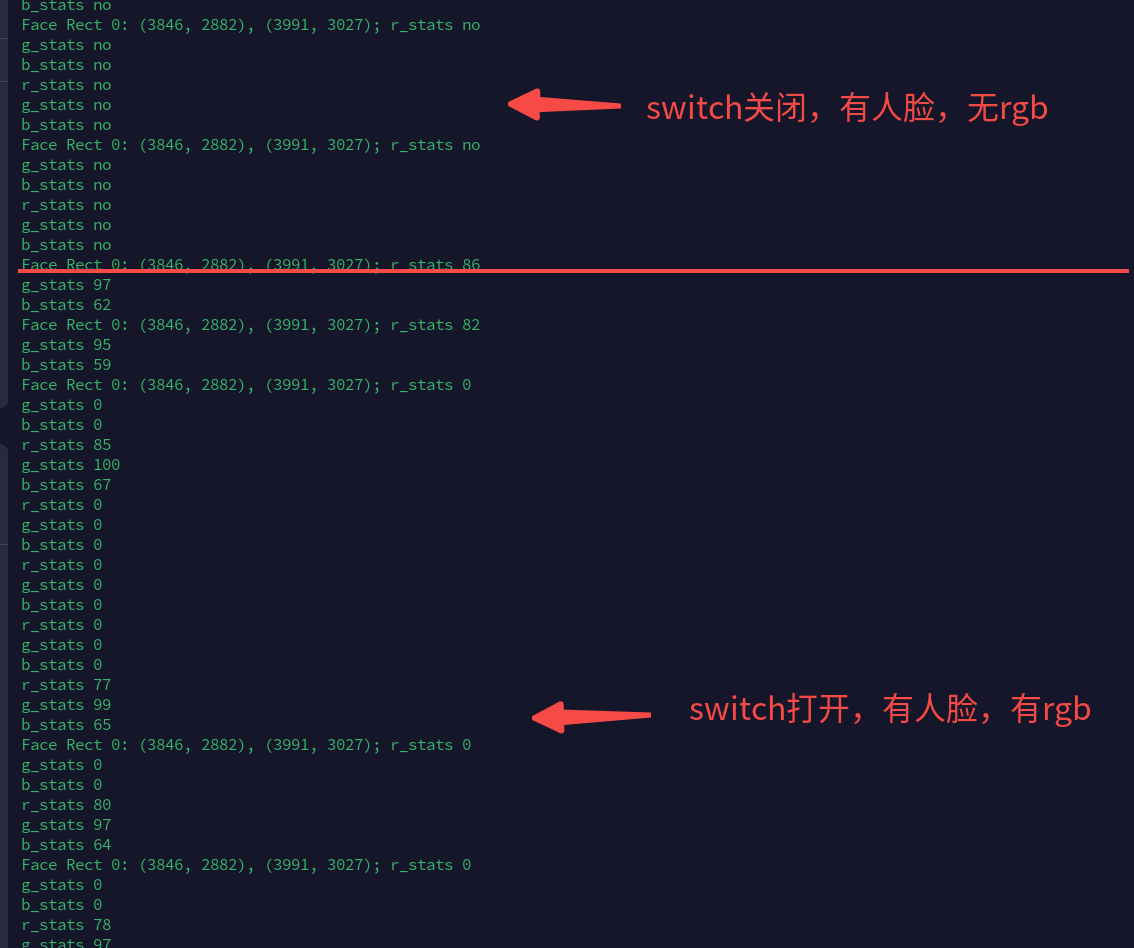 b_stats no
Face Rect 0: (3846, 2882), (3991, 3027); r_stats no
g_stats no
b_stats no
r_stats no
g_stats no
switch关闭，有人脸，无rgb
b_stats no
Face Rect 0: (3846, 2882), (3991, 3027); r_stats no
g_stats no
b_stats no
r_stats no
g_stats no
b_stats no
Face Rect 0: (3846, 2882), (3991, 3027); r_stats 86
g_stats 97
b_stats 62
Face Rect 0: (3846, 2882), (3991, 3027); r_stats 82
g_stats 95
b_stats 59
Face Rect 0: (3846, 2882), (3991, 3027); r_stats 0
g_stats 0
b_stats 0
r_stats 85
g_stats 100
b_stats 67
r_stats 0
g_stats 0
b_stats 0
r_stats 0
g_stats 0
b_stats 0
r_stats 0
g_stats 0
b_stats 0
r_stats 77
g_stats 99
switch打开，有人脸，有rgb
b_stats 65
Face Rect 0: (3846, 2882), (3991, 3027); r_stats 0
g_stats 0
b_stats 0
r_stats 80
g_stats 97
b_stats 64
Face Rect 0: (3846, 2882), (3991, 3027); r_stats 0
g_stats 0
b_stats 0
r_stats 78
g_stats 97